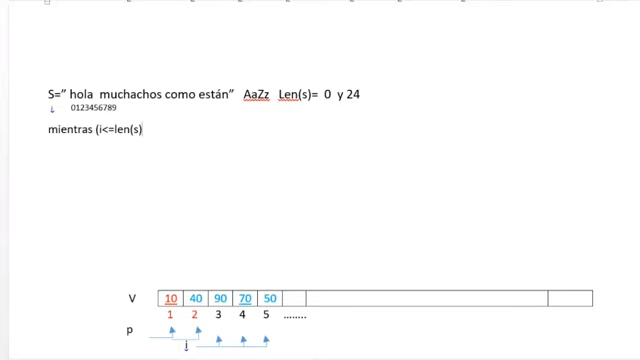 S=" hola  muchachos como están"   AaZz   Len(s)=  0  y 24
↓ 0123456789
mientras (i<=len(s)
V 10 40 90 70 50
1 2 3 4 5 ........
p
i
↓